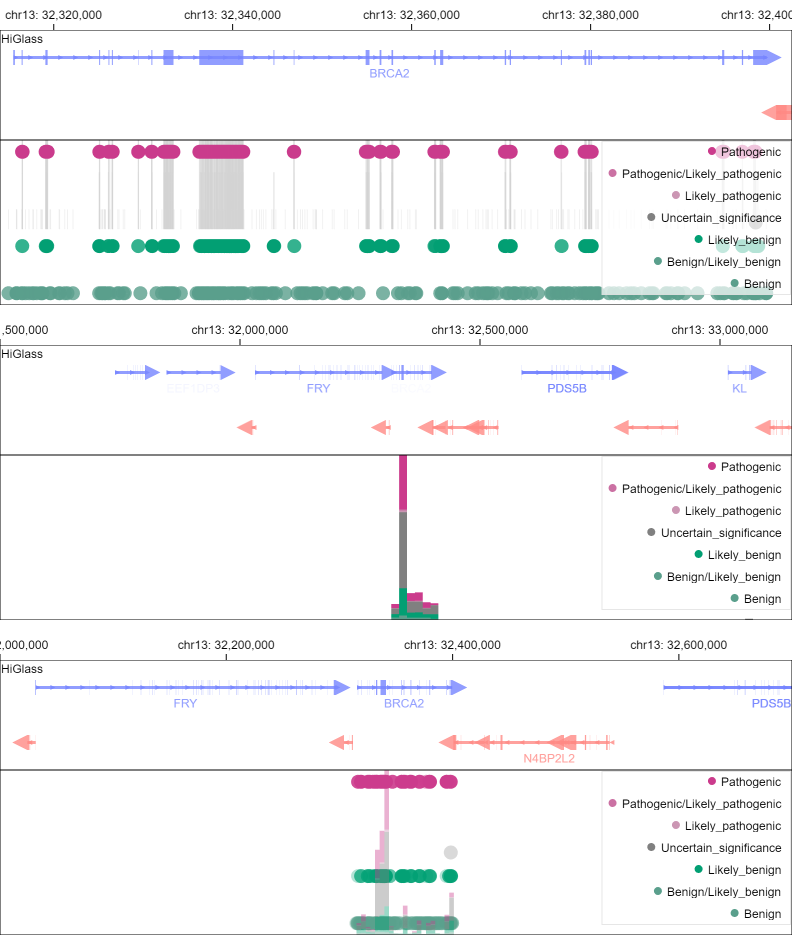 chr13: 32,320,000 chr13: 32,340,000 chr13: 32,360,000 chr13: 32,380,000 chr13: 32,400
HiGlass
BRCA2
Pathogenic
Pathogenic/Likely_pathogenic
Likely_pathogenic
Uncertain_significance
Likely_benign
Benign/Likely_benign
Benign
,500,000 chr13: 32,000,000 chr13: 32,500,000 chr13: 33,000,000
HiGlass
FRY PDS5B KL
Pathogenic
Pathogenic/Likely_pathogenic
Likely_pathogenic
Uncertain_significance
Likely_benign
Benign/Likely_benign
Benign
2,000,000 chr13: 32,200,000 chr13: 32,400,000 chr13: 32,600,000
HiGlass
FRY BRCA2 PDS5B
N4BP2L2
Pathogenic
Pathogenic/Likely_pathogenic
Likely_pathogenic
Uncertain_significance
Likely_benign
Benign/Likely_benign
Benign